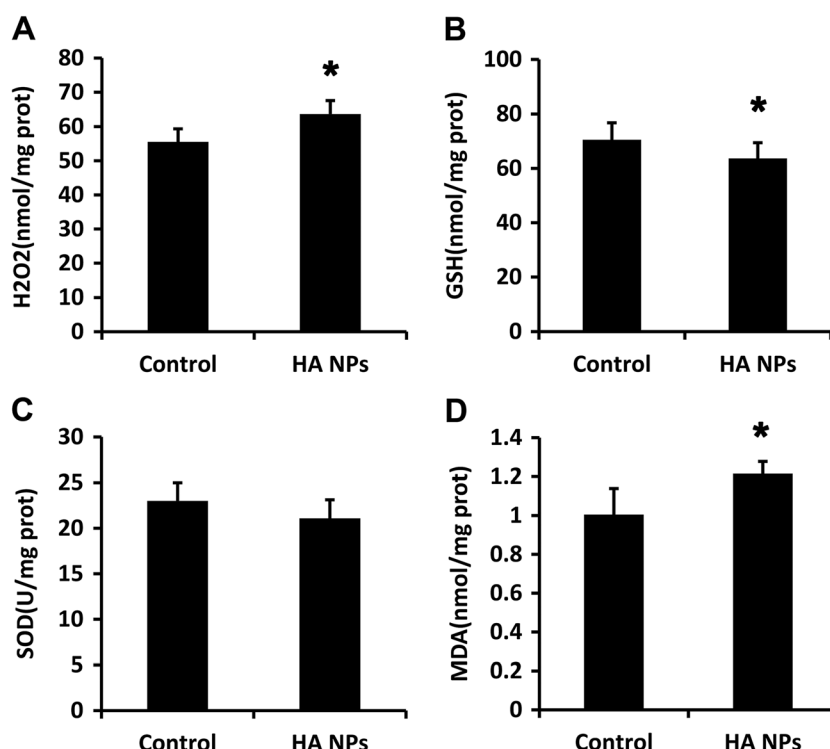 A
H2O2(nmol/mg prot)
80
70
60
50
40
30
20
10
0
*
Control HA NPs
B
GSH(nmol/mg prot)
100
80
60
40
20
0
*
Control HA NPs
C
SOD(U/mg prot)
30
25
20
15
10
5
0
Control HA NPs
D
MDA(nmol/mg prot)
1.4
1.2
1
0.8
0.6
0.4
0.2
0
*
Control HA NPs